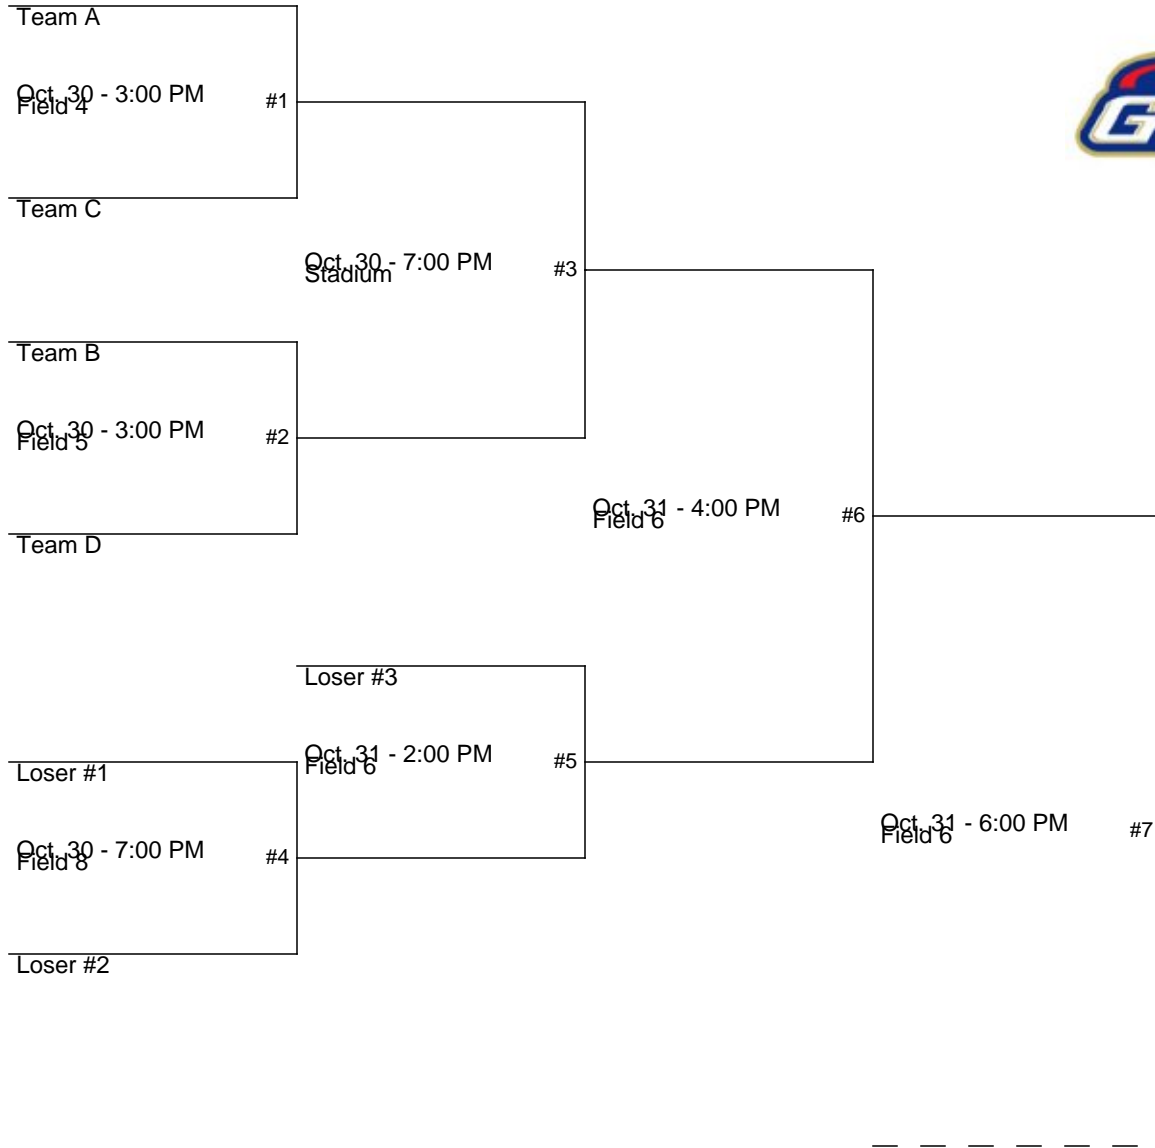 Team A
Oct. 30 - 3:00 PM
Field 4
#1
Team C
Oct. 30 - 7:00 PM
Stadium
#3
Team B
Oct. 30 - 3:00 PM
Field 5
#2
Team D
Oct. 31 - 4:00 PM
Field 6
#6
Loser #3
Oct. 31 - 2:00 PM
Field 6
#5
Loser #1
Oct. 30 - 7:00 PM
Field 8
#4
Loser #2
Oct. 31 - 6:00 PM
Field 6
#7